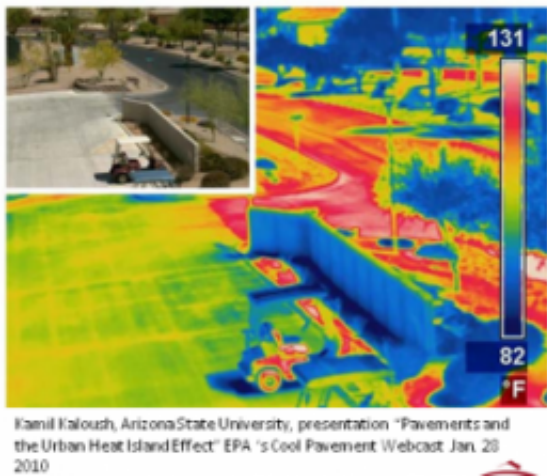 131
82
°F
Kamil Kaloush, Arizona State University, presentation "Pavements and
the Urban Heat Island Effect" EPA 's Cool Pavement Webcast Jan. 28
2010